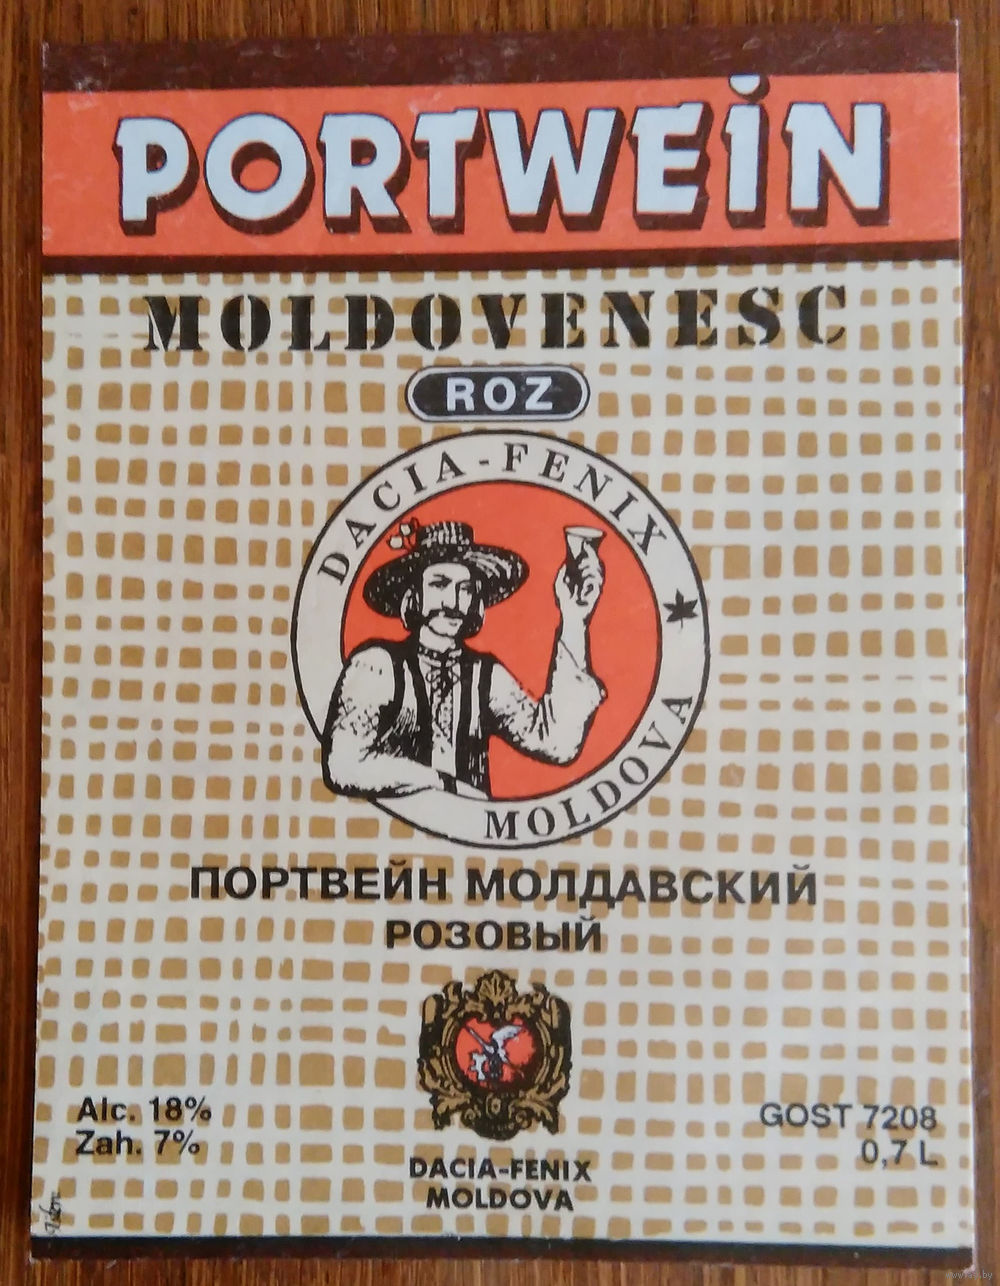 PORTWEIN
MOLDOVENESC
ROZ
DACIA-FENIX
MOLDOVA
ПОРТВЕЙН МОЛДАВСКИЙ
РОЗОВЫЙ
Alc. 18%
Zah. 7%
GOST 7208
0,7 L
DACIA-FENIX
MOLDOVA